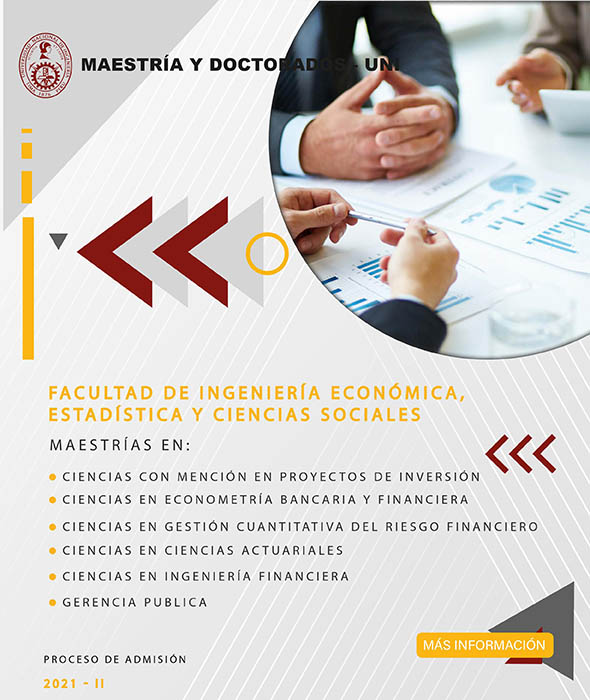 MAESTRÍA Y DOCTORADOS - UNI
FACULTAD DE INGENIERÍA ECONÓMICA,
ESTADÍSTICA Y CIENCIAS SOCIALES
MAESTRÍAS EN:
CIENCIAS CON MENCIÓN EN PROYECTOS DE INVERSIÓN
CIENCIAS EN ECONOMETRÍA BANCARIA Y FINANCIERA
CIENCIAS EN GESTIÓN CUANTITATIVA DEL RIESGO FINANCIERO
CIENCIAS EN CIENCIAS ACTUARIALES
CIENCIAS EN INGENIERÍA FINANCIERA
GERENCIA PUBLICA
MÁS INFORMACIÓN
PROCESO DE ADMISIÓN
2021 - II